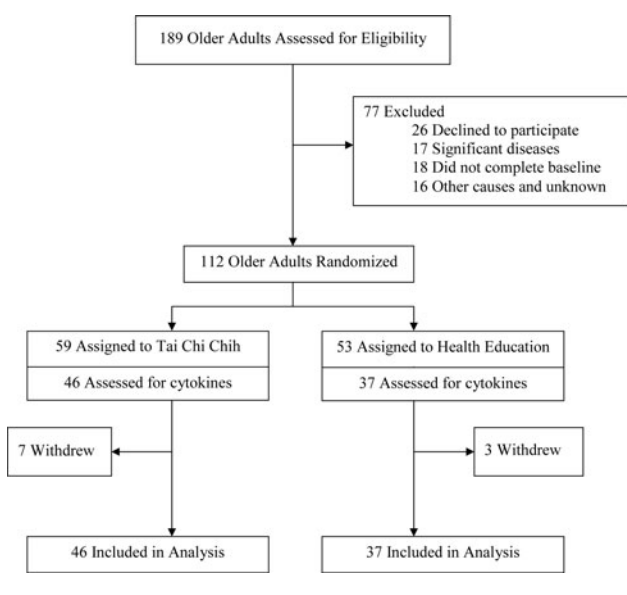 189 Older Adults Assessed for Eligibility
77 Excluded
26 Declined to participate
17 Significant diseases
18 Did not complete baseline
16 Other causes and unknown
112 Older Adults Randomized
59 Assigned to Tai Chi Chih
46 Assessed for cytokines
53 Assigned to Health Education
37 Assessed for cytokines
7 Withdrew
3 Withdrew
46 Included in Analysis
37 Included in Analysis